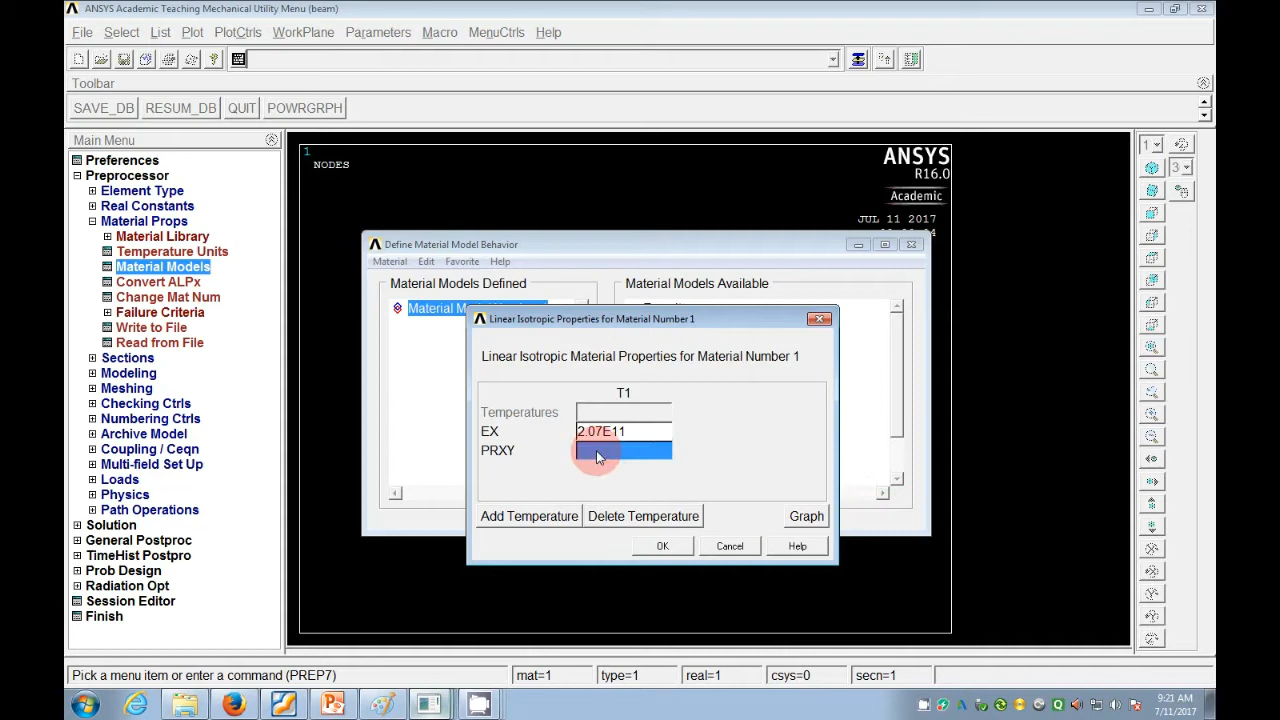 ANSYS Academic Teaching Mechanical Utility Menu (beam)
File Select List Plot PlotCtrls WorkPlane Parameters Macro MenuCtrls Help
Toolbar
SAVE_DB RESUM_DB QUIT POWRGRPH
Main Menu
Preferences
Preprocessor
Element Type
Real Constants
Material Props
Material Library
Temperature Units
Material Models
Convert ALPx
Change Mat Num
Failure Criteria
Write to File
Read from File
Sections
Modeling
Meshing
Checking Ctrls
Numbering Ctrls
Archive Model
Coupling / Ceqn
Multi-field Set Up
Loads
Physics
Path Operations
Solution
General Postproc
TimeHist Postpro
Prob Design
Radiation Opt
Session Editor
Finish
1
NODES
ANSYS
R16.0
Academic
JUL 11 2017
Define Material Model Behavior
Material Edit Favorite Help
Material Models Defined
Material Models Available
Linear Isotropic Properties for Material Number 1
Linear Isotropic Material Properties for Material Number 1
T1
Temperatures
EX 2.07E11
PRXY
Add Temperature Delete Temperature Graph
OK Cancel Help
1
3
Pick a menu item or enter a command (PREP7) mat=1 type=1 real=1 csys=0 secn=1
9:21 AM
7/11/2017